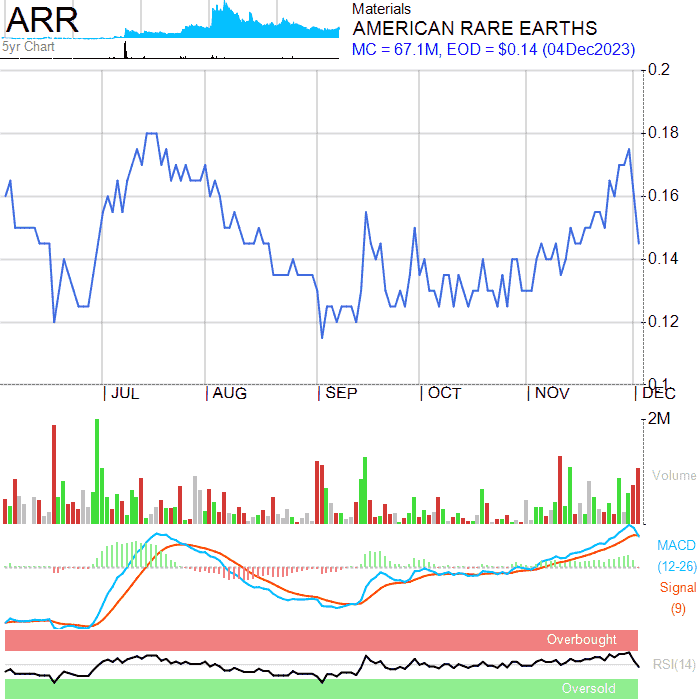 ARR
5yr Chart
Materials
AMERICAN RARE EARTHS
MC = 67.1M, EOD = $0.14 (04Dec2023)
0.2
0.18
0.16
0.14
0.12
0.1
JUL AUG SEP OCT NOV DEC
2M
Volume
MACD
(12-26)
Signal
(9)
Overbought
RSI(14)
Oversold